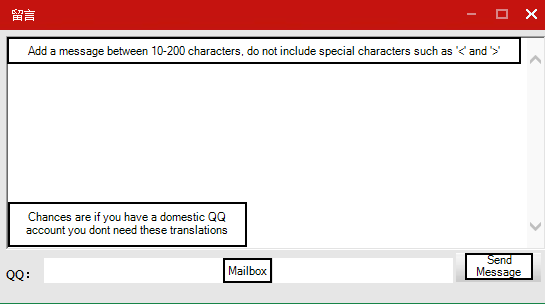 留言
Add a message between 10-200 characters, do not include special characters such as '<' and '>'
Chances are if you have a domestic QQ
account you dont need these translations
QQ：
Mailbox
Send
Message